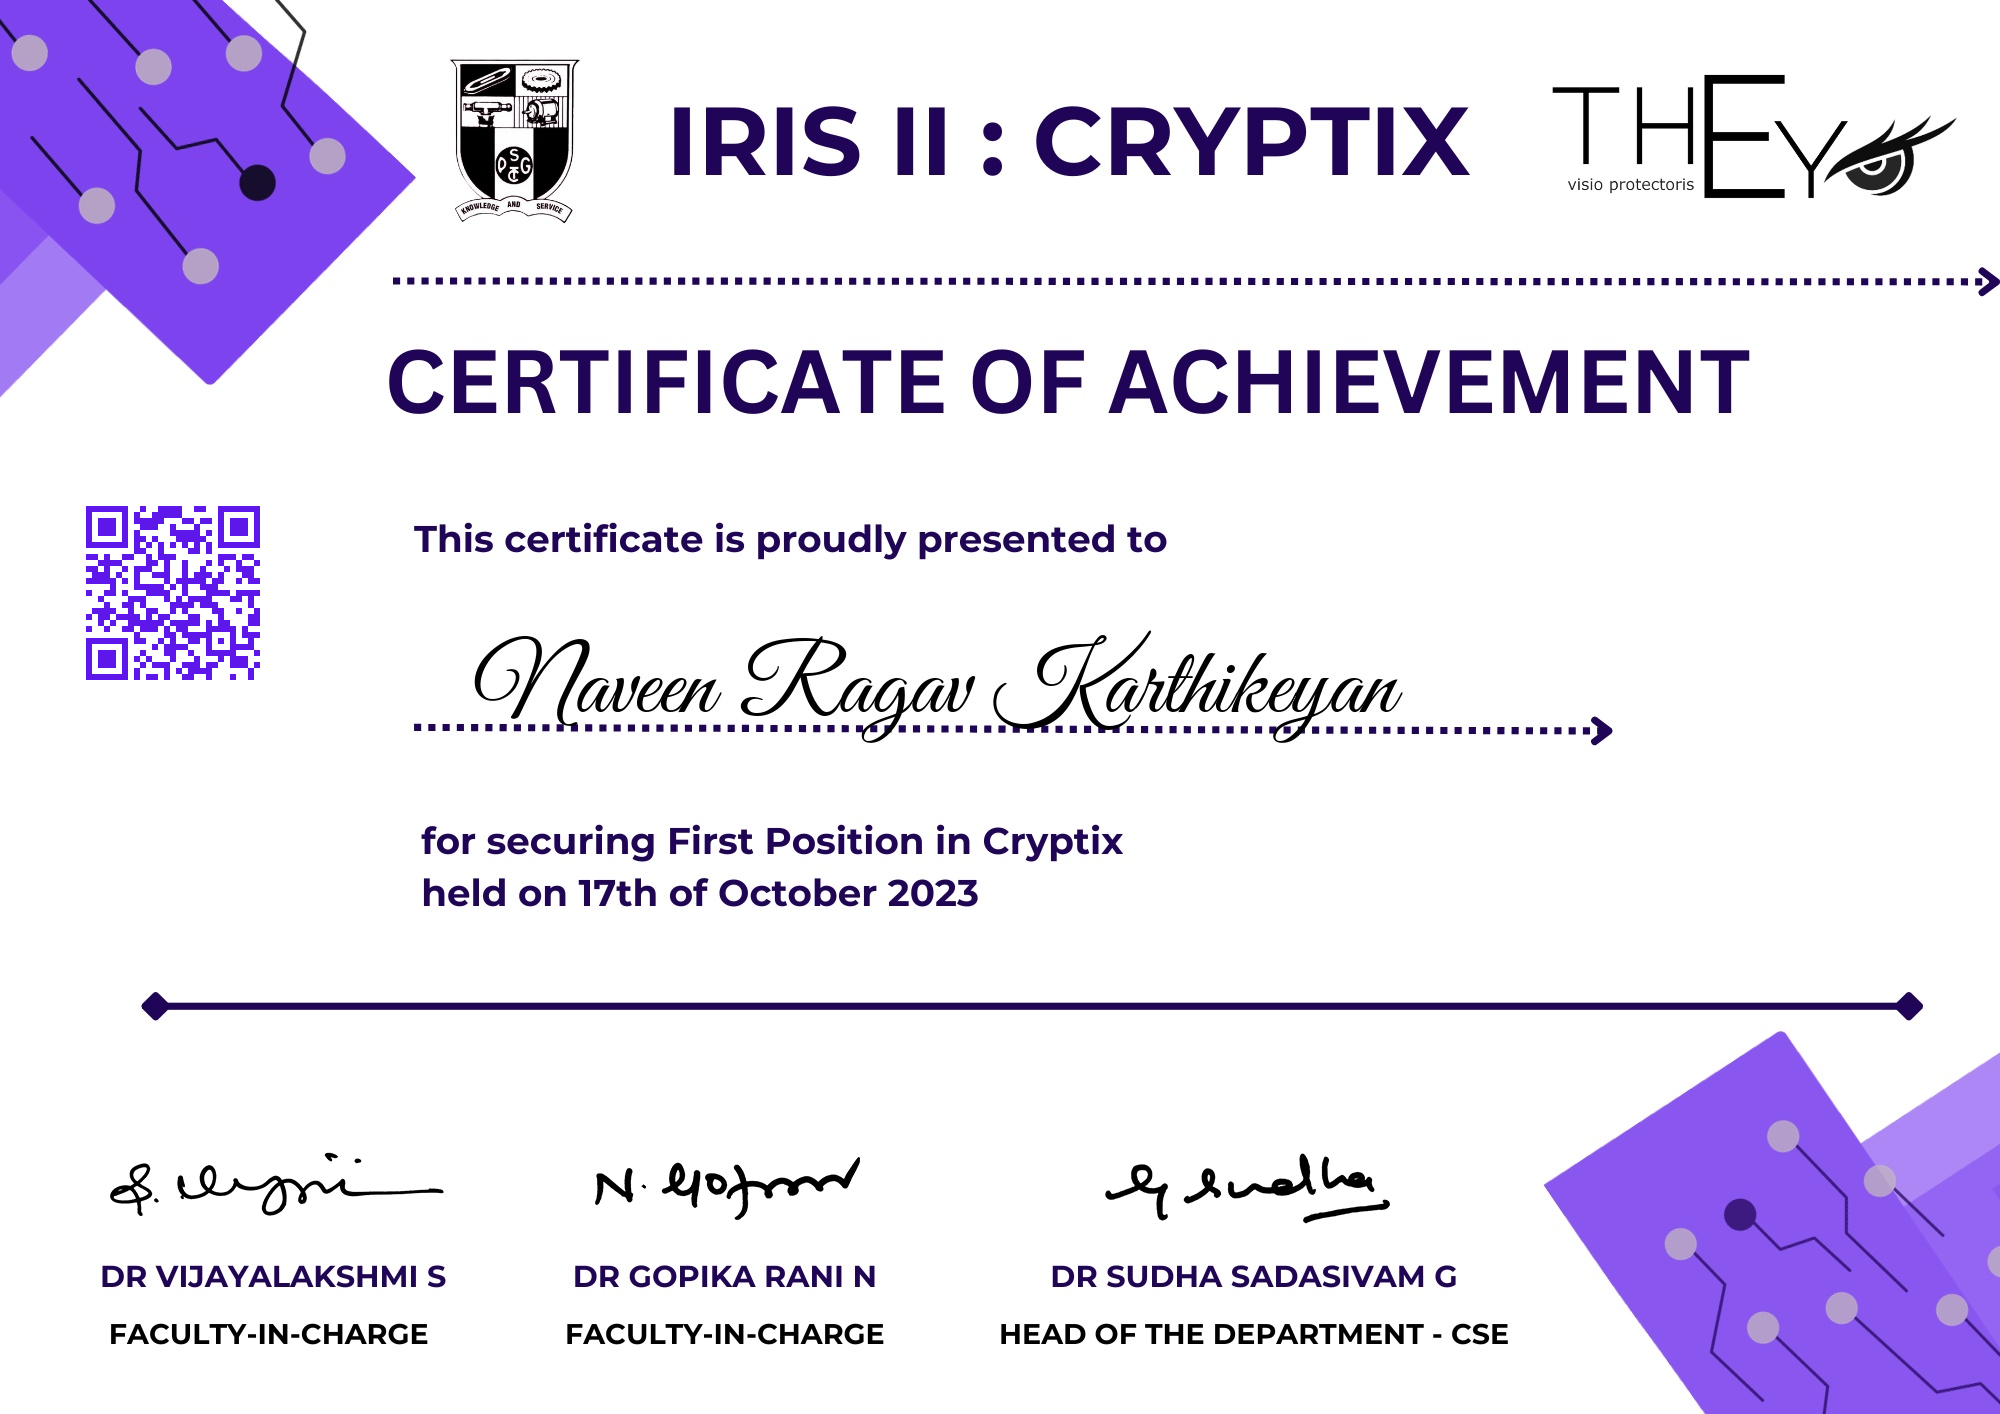 IRIS II : CRYPTIX
THEY
visio protectoris
PSGTC
KNOWLEDGE AND SERVICE
CERTIFICATE OF ACHIEVEMENT
This certificate is proudly presented to
Naveen Ragav Karthikeyan
for securing First Position in Cryptix
held on 17th of October 2023
N. Gopika
G Sudha
DR VIJAYALAKSHMI S
DR GOPIKA RANI N
DR SUDHA SADASIVAM G
FACULTY-IN-CHARGE
FACULTY-IN-CHARGE
HEAD OF THE DEPARTMENT - CSE